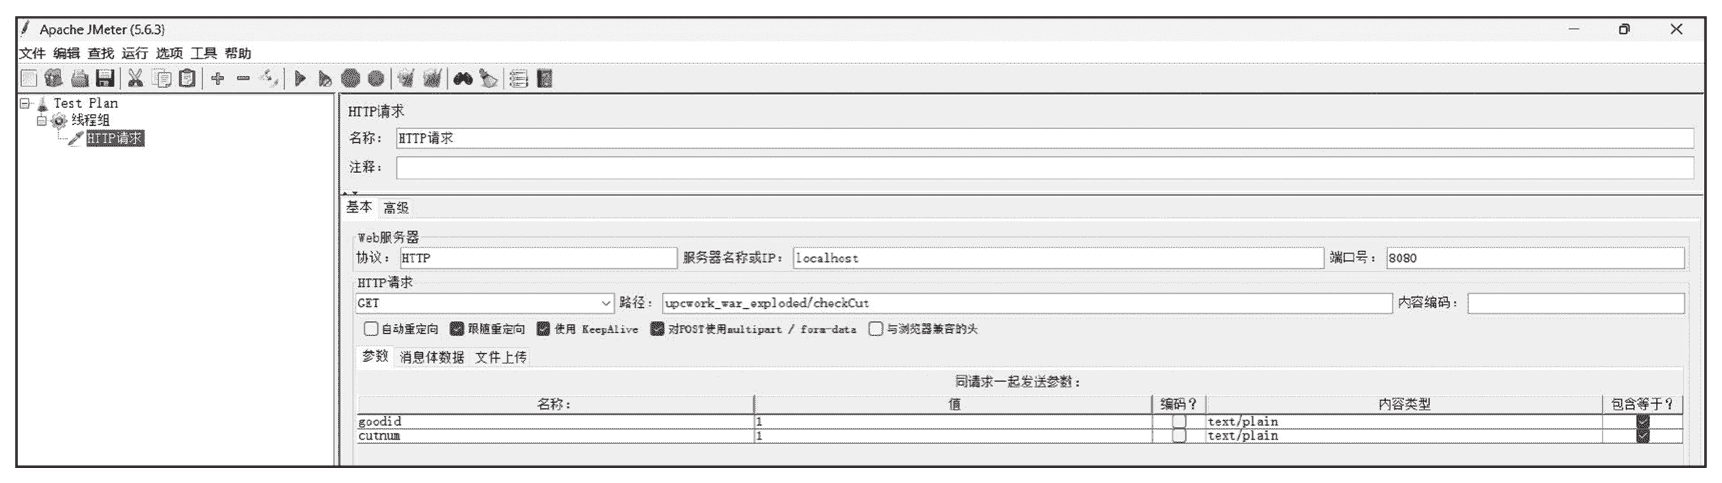 Apache JMeter (5.6.3)
文件 编辑 查找 运行 选项 工具 帮助
Test Plan
线程组
HTTP请求
HTTP请求
名称： HTTP请求
注释：
基本 高级
Web服务器
协议： HTTP 服务器名称或IP： localhost 端口号： 8080
HTTP请求
GET 路径： upcwork_war_exploded/checkCut 内容编码：
自动重定向 跟随重定向 使用 KeepAlive 对POST使用multipart / form-data 与浏览器兼容的头
参数 消息体数据 文件上传
同请求一起发送参数：
名称： 值 编码？ 内容类型 包含等于？
goodid 1 text/plain
cutnum 1 text/plain